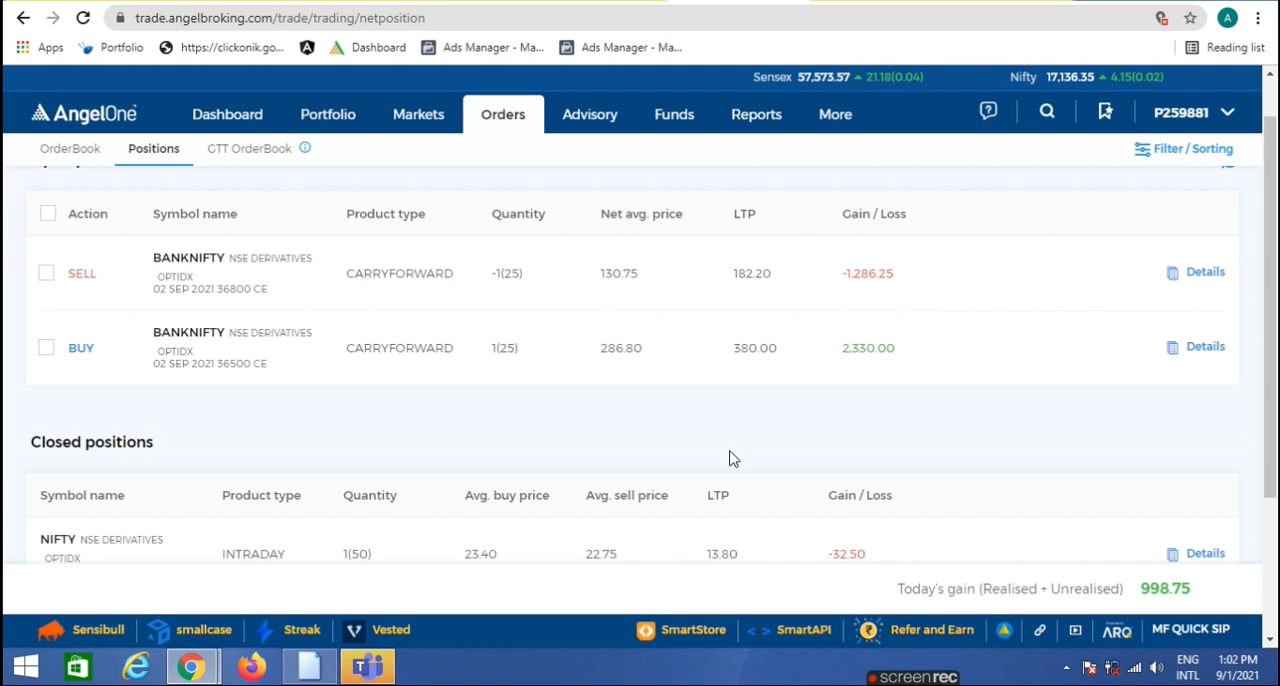 trade.angelbroking.com/trade/trading/netposition A
Apps Portfolio https://clickonik.go... Dashboard Ads Manager - Ma... Ads Manager - Ma... Reading list
Sensex 57,573.57 21.18(0.04) Nifty 17,136.35 4.15(0.02)
AngelOne Dashboard Portfolio Markets Orders Advisory Funds Reports More P259881
OrderBook Positions GTT OrderBook Filter / Sorting
Action Symbol name Product type Quantity Net avg. price LTP Gain / Loss
BANKNIFTY NSE DERIVATIVES
SELL OPTIDX CARRYFORWARD -1(25) 130.75 182.20 -1,286.25 Details
02 SEP 2021 36800 CE
BANKNIFTY NSE DERIVATIVES
BUY OPTIDX CARRYFORWARD 1(25) 286.80 380.00 2,330.00 Details
02 SEP 2021 36500 CE
Closed positions
Symbol name Product type Quantity Avg. buy price Avg. sell price LTP Gain / Loss
NIFTY NSE DERIVATIVES
OPTIDX INTRADAY 1(50) 23.40 22.75 13.80 -32.50 Details
Today's gain (Realised + Unrealised) 998.75
Sensibull smallcase Streak Vested SmartStore SmartAPI Refer and Earn ARQ MF QUICK SIP
ENG 1:02 PM
screenrec INTL 9/1/2021